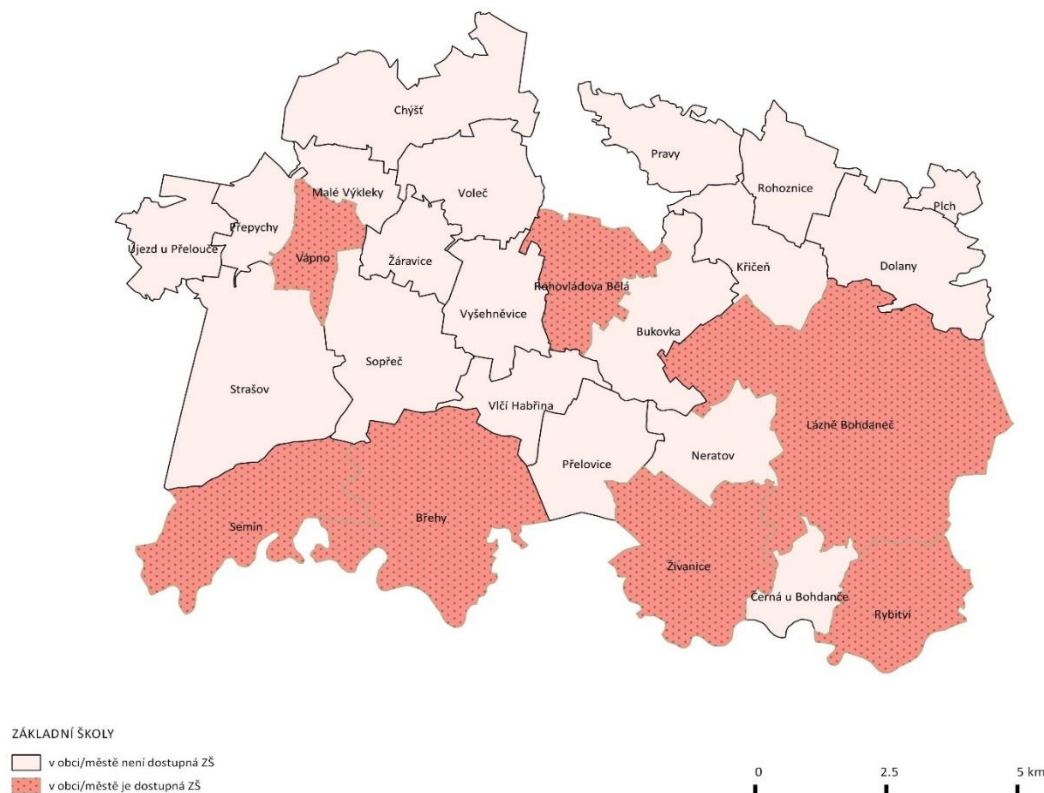 Chýšť
Pravy
Rohoznice
Malé Výkleky
Voleč
Plch
Přepychy
Újezd u Přelouče
Vápno
Žáravice
Křičeň
Dolany
Rohovládova Bělá
Vyšehněvice
Bukovka
Sopřeč
Strašov
Vlčí Habřina
Lázně Bohdaneč
Přelovice
Neratov
Semín
Břehy
Živanice
Černá u Bohdanče
Rybitví
ZÁKLADNÍ ŠKOLY
v obci/městě není dostupná ZŠ
v obci/městě je dostupná ZŠ
0 2.5 5 km